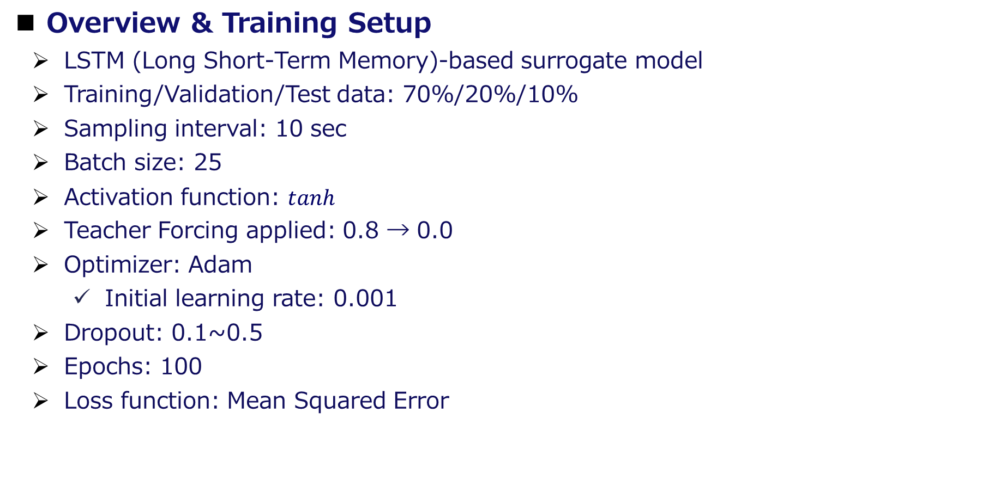 ■ Overview & Training Setup
➢ LSTM (Long Short-Term Memory)-based surrogate model
➢ Training/Validation/Test data: 70%/20%/10%
➢ Sampling interval: 10 sec
➢ Batch size: 25
➢ Activation function: tanh
➢ Teacher Forcing applied: 0.8 → 0.0
➢ Optimizer: Adam
✓ Initial learning rate: 0.001
➢ Dropout: 0.1~0.5
➢ Epochs: 100
➢ Loss function: Mean Squared Error